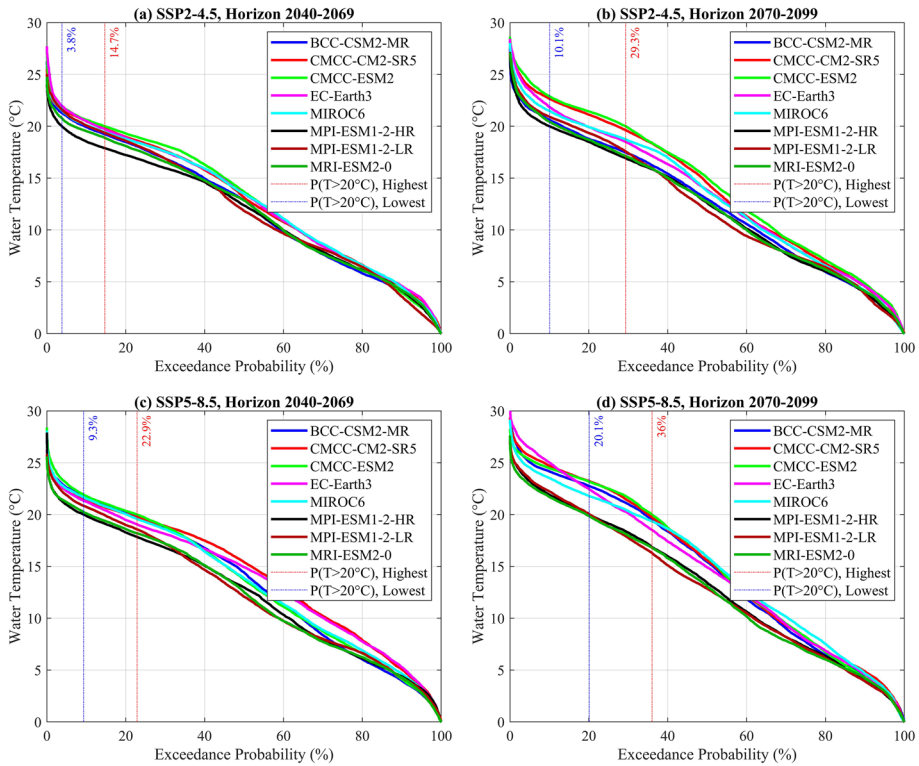 (a) SSP2-4.5, Horizon 2040-2069
30
25
20
15
10
5
0
Water Temperature (°C)
3.8%
14.7%
BCC-CSM2-MR
CMCC-CM2-SR5
CMCC-ESM2
EC-Earth3
MIROC6
MPI-ESM1-2-HR
MPI-ESM1-2-LR
MRI-ESM2-0
P(T>20°C), Highest
P(T>20°C), Lowest
0 20 40 60 80 100
Exceedance Probability (%)
(b) SSP2-4.5, Horizon 2070-2099
30
25
20
15
10
5
0
Water Temperature (°C)
10.1%
29.3%
BCC-CSM2-MR
CMCC-CM2-SR5
CMCC-ESM2
EC-Earth3
MIROC6
MPI-ESM1-2-HR
MPI-ESM1-2-LR
MRI-ESM2-0
P(T>20°C), Highest
P(T>20°C), Lowest
0 20 40 60 80 100
Exceedance Probability (%)
(c) SSP5-8.5, Horizon 2040-2069
30
25
20
15
10
5
0
Water Temperature (°C)
9.3%
22.9%
BCC-CSM2-MR
CMCC-CM2-SR5
CMCC-ESM2
EC-Earth3
MIROC6
MPI-ESM1-2-HR
MPI-ESM1-2-LR
MRI-ESM2-0
P(T>20°C), Highest
P(T>20°C), Lowest
0 20 40 60 80 100
Exceedance Probability (%)
(d) SSP5-8.5, Horizon 2070-2099
30
25
20
15
10
5
0
Water Temperature (°C)
20.1%
36%
BCC-CSM2-MR
CMCC-CM2-SR5
CMCC-ESM2
EC-Earth3
MIROC6
MPI-ESM1-2-HR
MPI-ESM1-2-LR
MRI-ESM2-0
P(T>20°C), Highest
P(T>20°C), Lowest
0 20 40 60 80 100
Exceedance Probability (%)